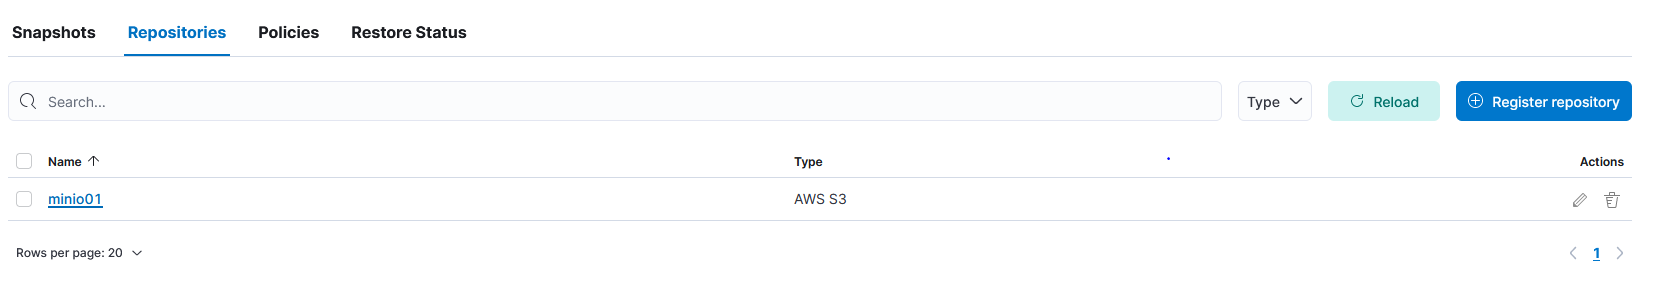 Snapshots Repositories Policies Restore Status
Search... Type Reload Register repository
Name Type Actions
minio01 AWS S3
Rows per page: 20 1